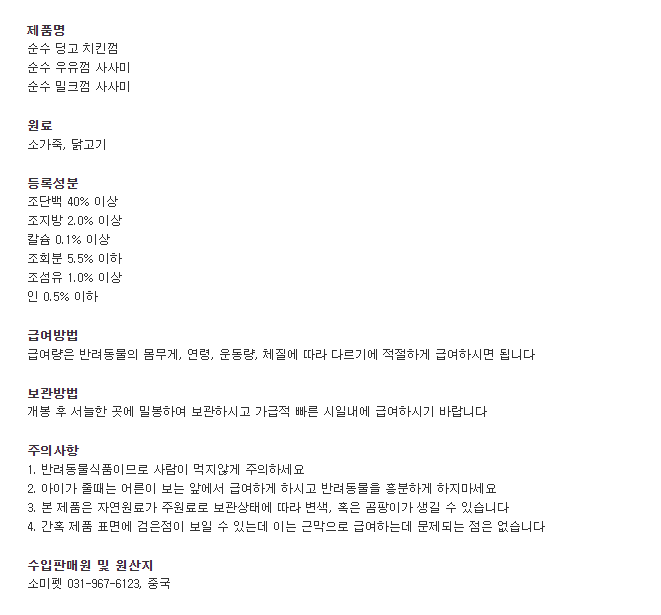 제품명
순수 덩고 치킨껌
순수 우유껌 사사미
순수 밀크껌 사사미
원료
소가죽, 닭고기
등록성분
조단백 40% 이상
조지방 2.0% 이상
칼슘 0.1% 이상
조회분 5.5% 이하
조섬유 1.0% 이상
인 0.5% 이하
급여방법
급여량은 반려동물의 몸무게, 연령, 운동량, 체질에 따라 다르기에 적절하게 급여하시면 됩니다
보관방법
개봉 후 서늘한 곳에 밀봉하여 보관하시고 가급적 빠른 시일내에 급여하시기 바랍니다
주의사항
1. 반려동물식품이므로 사람이 먹지않게 주의하세요
2. 아이가 줄때는 어른이 보는 앞에서 급여하게 하시고 반려동물을 흥분하게 하지마세요
3. 본 제품은 자연원료가 주원료로 보관상태에 따라 변색, 혹은 곰팡이가 생길 수 있습니다
4. 간혹 제품 표면에 검은점이 보일 수 있는데 이는 근막으로 급여하는데 문제되는 점은 없습니다
수입판매원 및 원산지
소미펫 031-967-6123, 중국